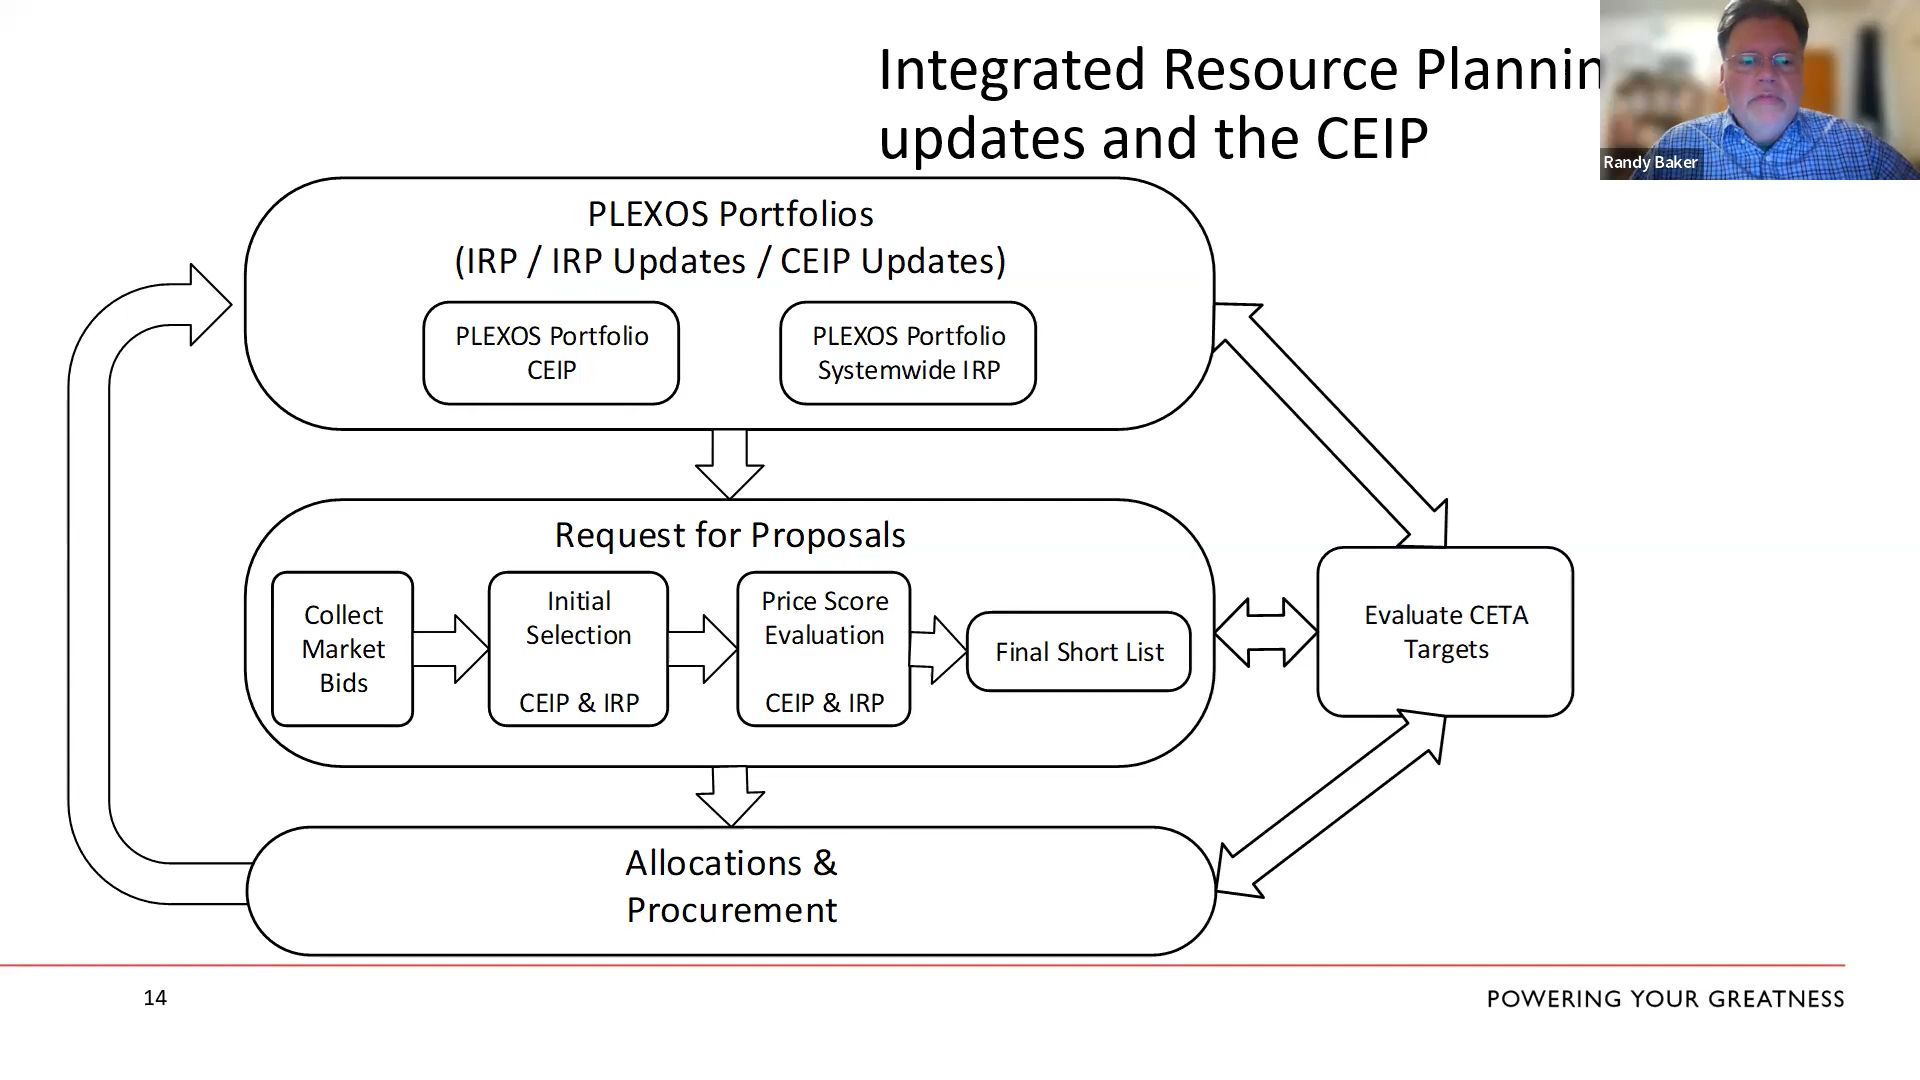 Integrated Resource Plannin
updates and the CEIP
Randy Baker
PLEXOS Portfolios
(IRP / IRP Updates / CEIP Updates)
PLEXOS Portfolio
CEIP
PLEXOS Portfolio
Systemwide IRP
Request for Proposals
Collect
Market
Bids
Initial
Selection
CEIP & IRP
Price Score
Evaluation
CEIP & IRP
Final Short List
Evaluate CETA
Targets
Allocations &
Procurement
14
POWERING YOUR GREATNESS